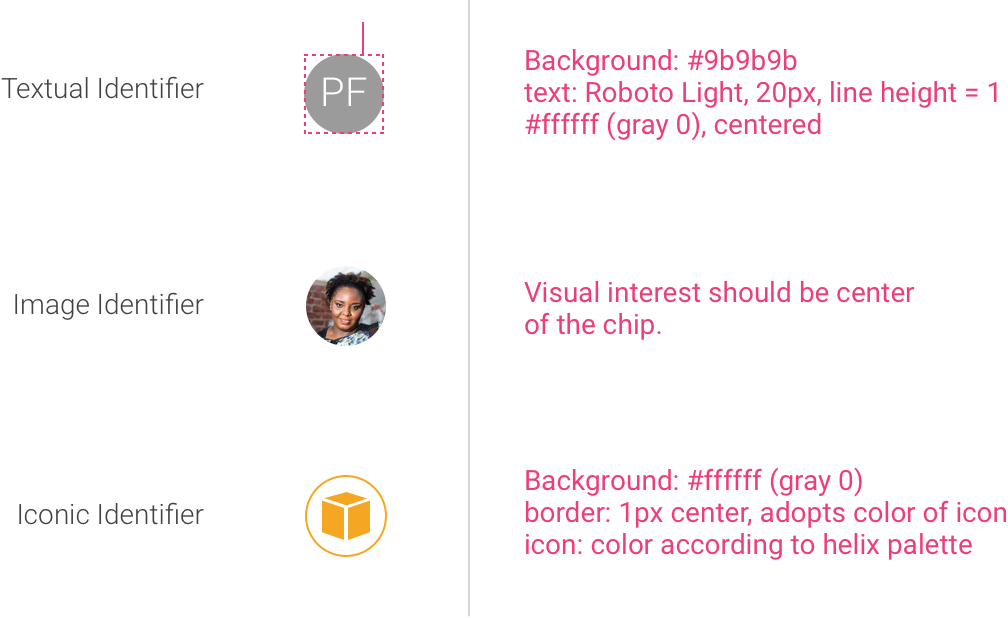 Textual Identifier
PF
Background: #9b9b9b
text: Roboto Light, 20px, line height = 1
#ffffff (gray 0), centered
Image Identifier
Visual interest should be center
of the chip.
Iconic Identifier
Background: #ffffff (gray 0)
border: 1px center, adopts color of icon
icon: color according to helix palette